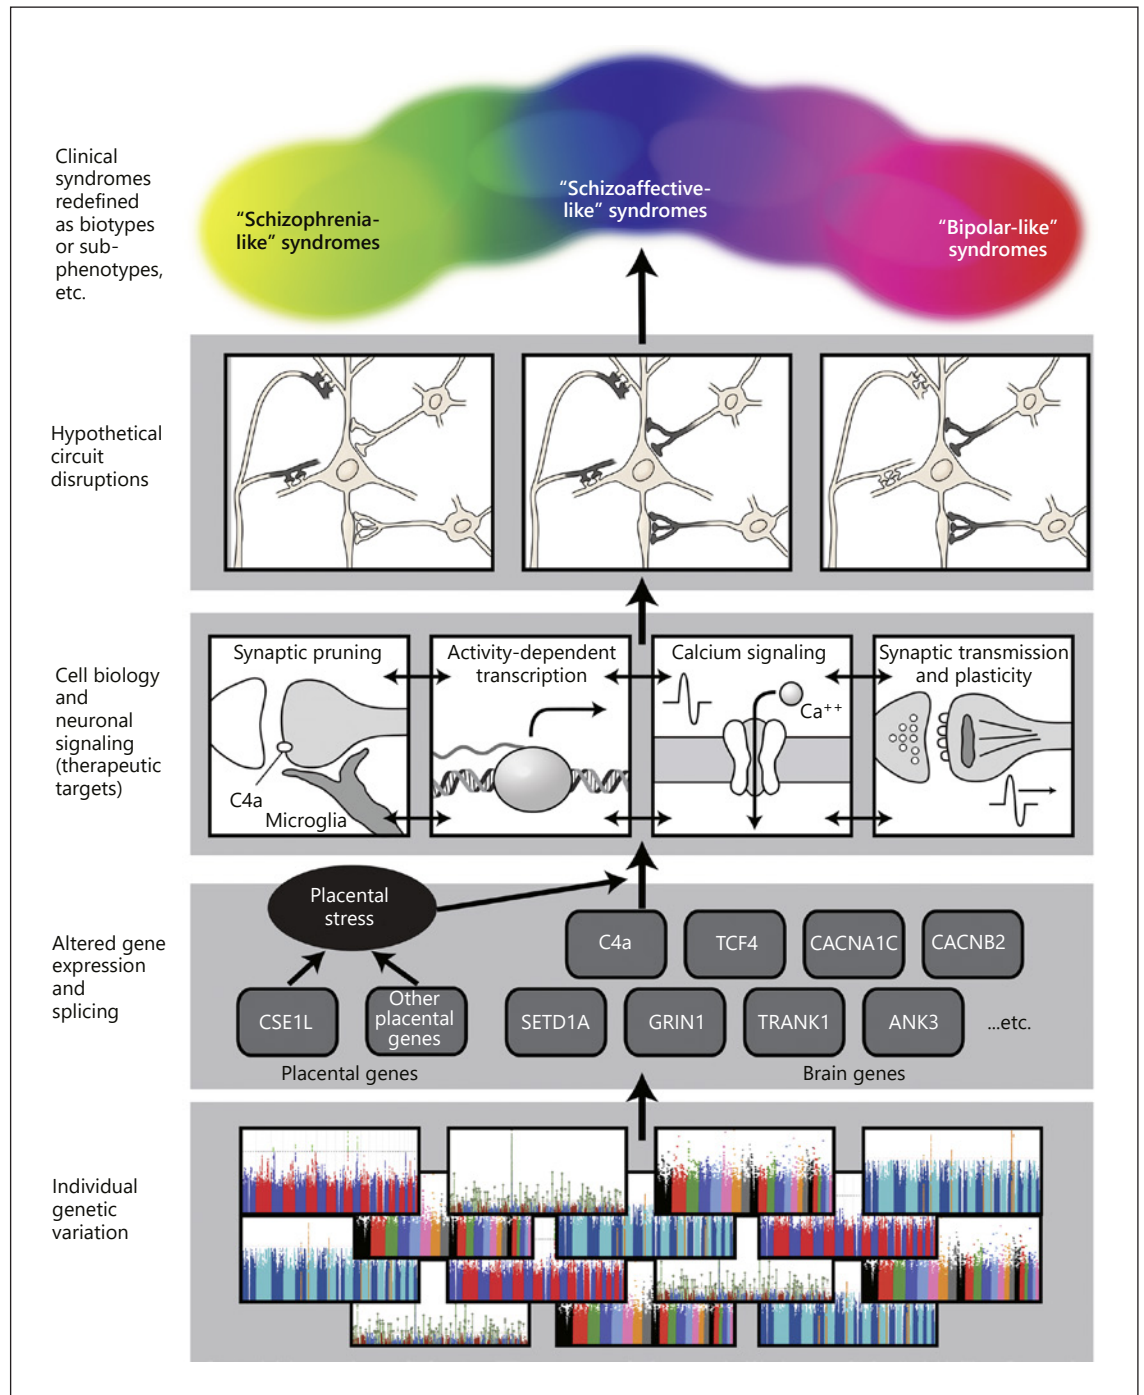 Clinical
syndromes
redefined
as biotypes
or sub-
phenotypes,
etc.
“Schizophrenia-
like” syndromes
“Schizoaffective-
like” syndromes
“Bipolar-like”
syndromes
Hypothetical
circuit
disruptions
Cell biology
and
neuronal
signaling
(therapeutic
targets)
Synaptic pruning
C4a
Microglia
Activity-dependent
transcription
Calcium signaling
Ca⁺⁺
Synaptic transmission
and plasticity
Altered gene
expression
and
splicing
Placental
stress
CSE1L
Other
placental
genes
Placental genes
C4a
TCF4
CACNA1C
CACNB2
SETD1A
GRIN1
TRANK1
ANK3
...etc.
Brain genes
Individual
genetic
variation